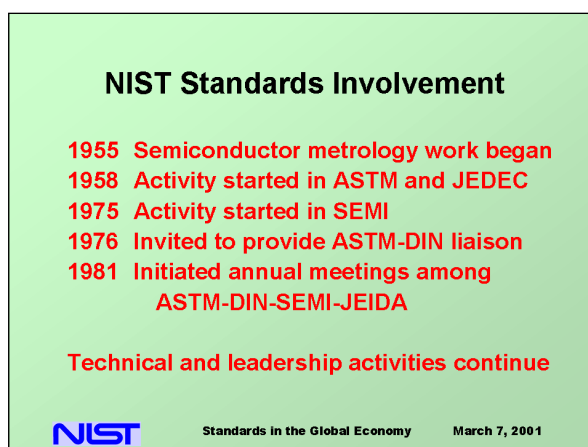 NIST Standards Involvement
1955 Semiconductor metrology work began
1958 Activity started in ASTM and JEDEC
1975 Activity started in SEMI
1976 Invited to provide ASTM-DIN liaison
1981 Initiated annual meetings among
ASTM-DIN-SEMI-JEIDA
Technical and leadership activities continue
NIST Standards in the Global Economy March 7, 2001